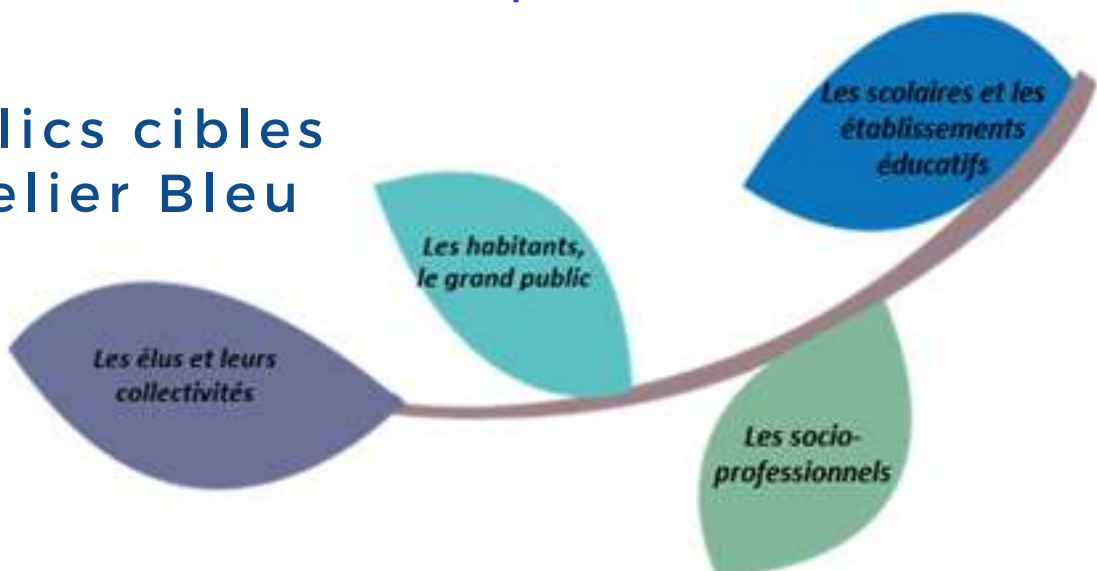 lics cibles
elier Bleu
Les scolaires et les
établissements
éducatifs
Les habitants,
le grand public
Les élus et leurs
collectivités
Les socio-
professionnels